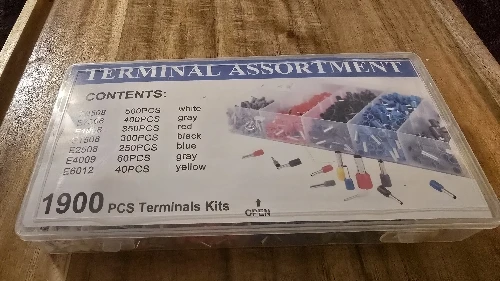 TERMINAL ASSORTMENT
CONTENTS:
500PCS white
400PCS gray
350PCS red
300PCS black
E2508 250PCS blue
E4009 60PCS gray
E6012 40PCS yellow
1900 PCS Terminals Kits
OPEN